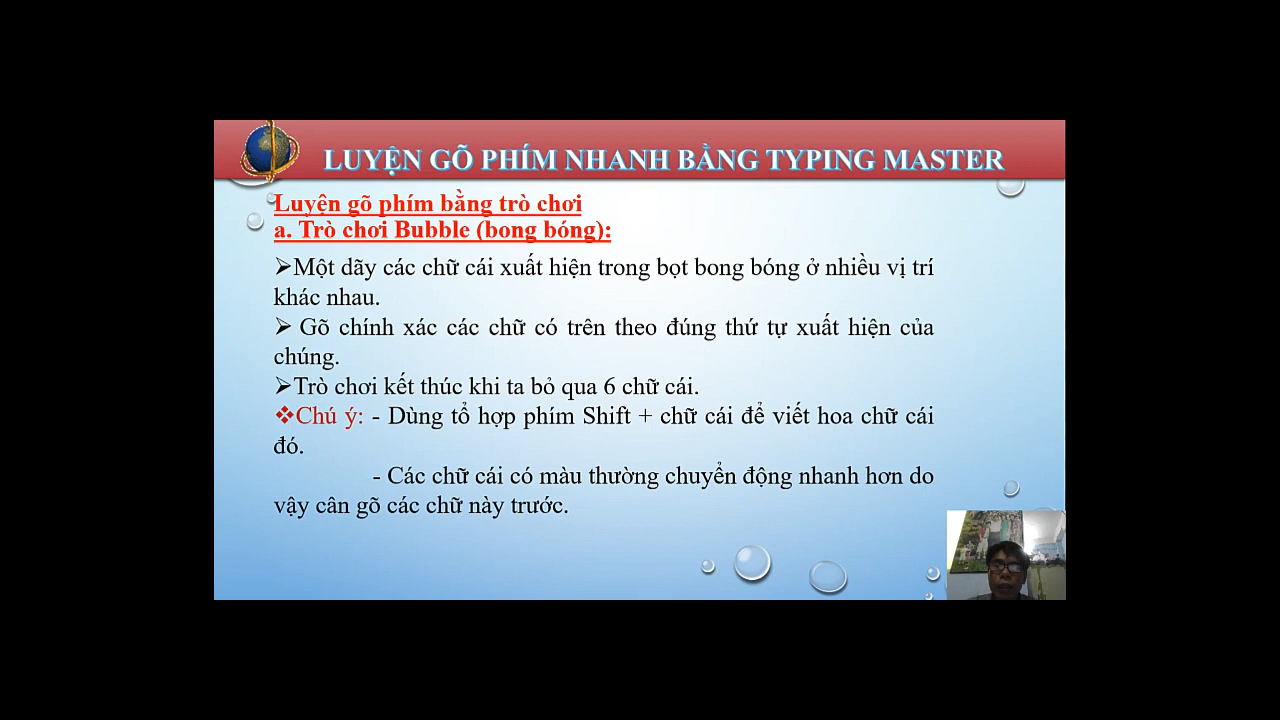 LUYỆN GÕ PHÍM NHANH BẰNG TYPING MASTER
Luyện gõ phím bằng trò chơi
a. Trò chơi Bubble (bong bóng):
➢Một dãy các chữ cái xuất hiện trong bọt bong bóng ở nhiều vị trí
khác nhau.
➢ Gõ chính xác các chữ có trên theo đúng thứ tự xuất hiện của
chúng.
➢Trò chơi kết thúc khi ta bỏ qua 6 chữ cái.
❖Chú ý: - Dùng tổ hợp phím Shift + chữ cái để viết hoa chữ cái
đó.
- Các chữ cái có màu thường chuyển động nhanh hơn do
vậy cân gõ các chữ này trước.